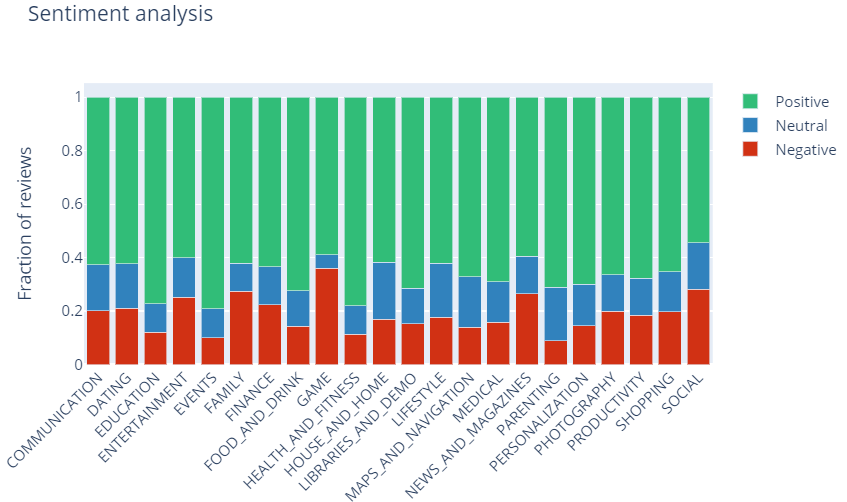 Sentiment analysis
Fraction of reviews
1
0.8
0.6
0.4
0.2
0
COMMUNICATION
DATING
EDUCATION
ENTERTAINMENT
EVENTS
FAMILY
FINANCE
FOOD_AND_DRINK
GAME
HEALTH_AND_FITNESS
HOUSE_AND_HOME
LIBRARIES_AND_DEMO
LIFESTYLE
MAPS_AND_NAVIGATION
MEDICAL
NEWS_AND_MAGAZINES
PARENTING
PERSONALIZATION
PHOTOGRAPHY
PRODUCTIVITY
SHOPPING
SOCIAL
Positive
Neutral
Negative